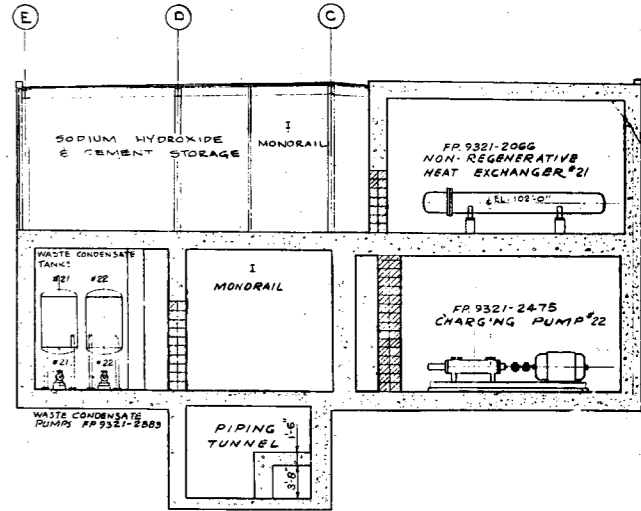 E
D
C
SODIUM HYDROXIDE
& CEMENT STORAGE
I
MONORAIL
FP. 9321-2066
NON-REGENERATIVE
HEAT EXCHANGER #21
℄ EL. 102'-0"
WASTE CONDENSATE
TANKS
#21 #22
#21 #22
WASTE CONDENSATE
PUMPS FP 9321-2883
I
MONORAIL
FP. 9321-2475
CHARGING PUMP #22
PIPING
TUNNEL
1'-6"
3'-8"